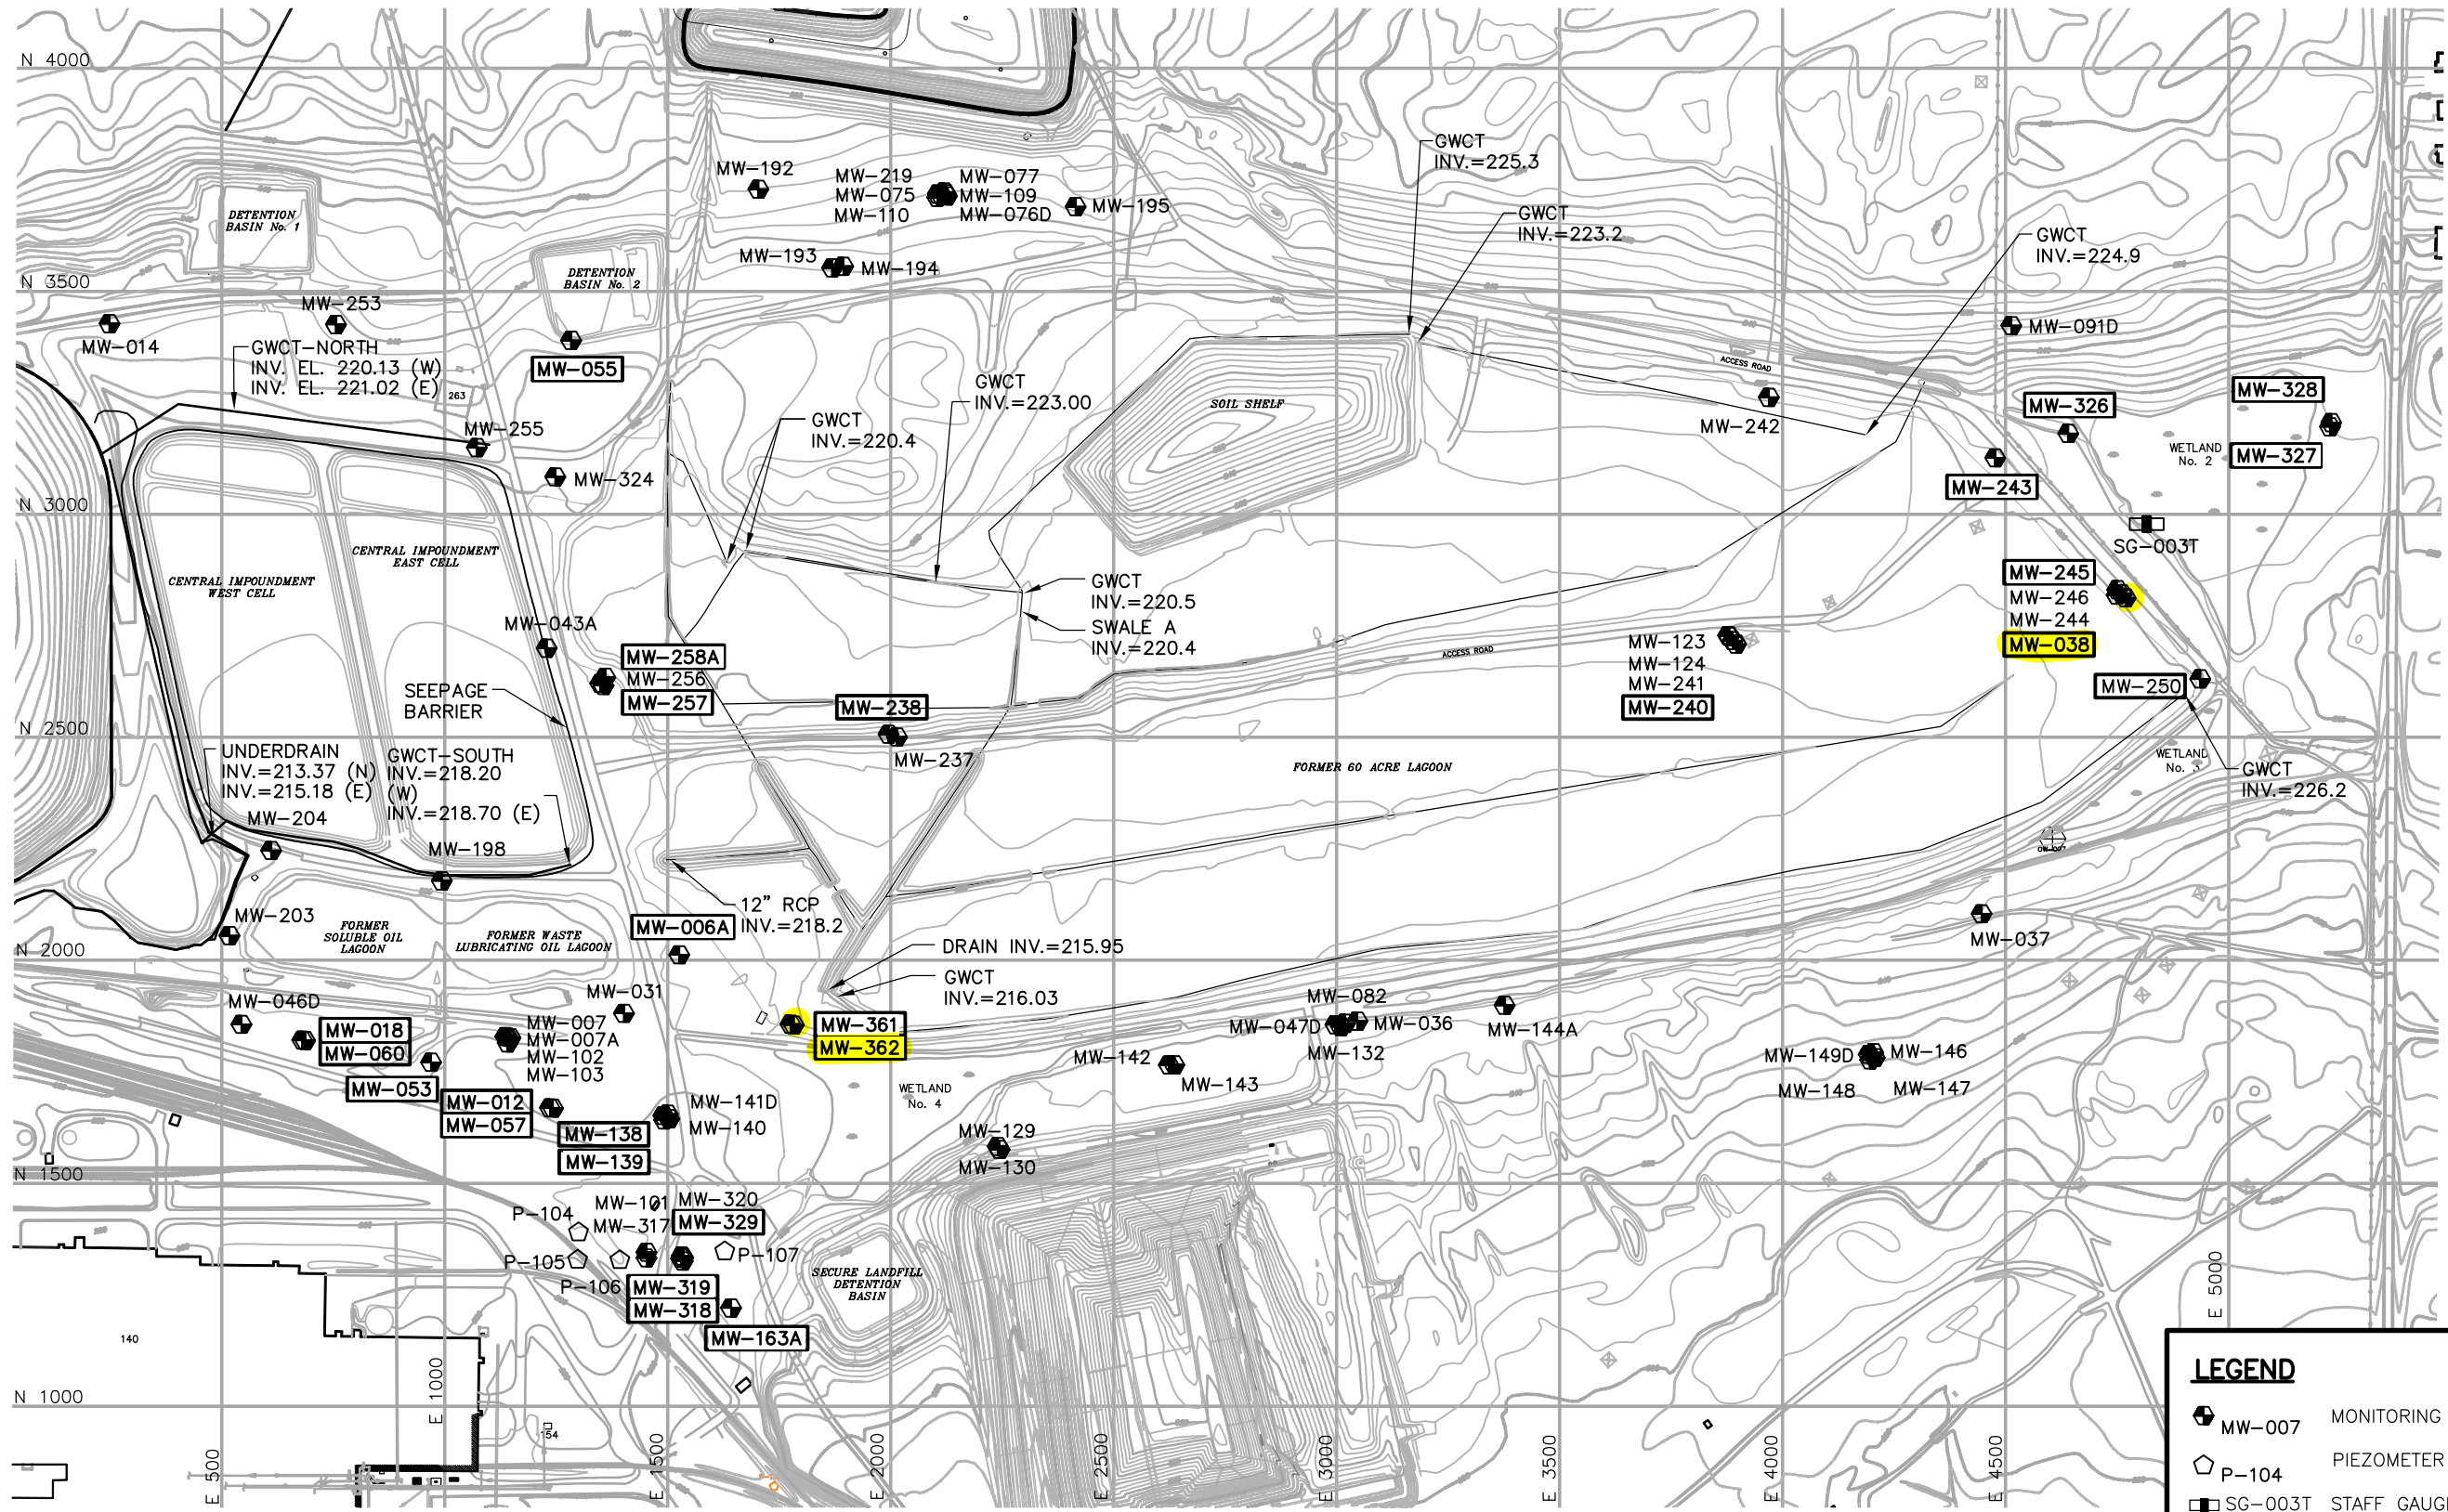 N 4000
GWCT
INV.=225.3
MW-192
MW-219
MW-075
MW-110
MW-077
MW-109
MW-076D
MW-195
DETENTION
BASIN No. 1
GWCT
INV.=223.2
GWCT
INV.=224.9
MW-193
MW-194
DETENTION
BASIN No. 2
N 3500
MW-253
MW-014
MW-091D
GWCT-NORTH
INV. EL. 220.13 (W)
INV. EL. 221.02 (E)
263
MW-055
ACCESS ROAD
GWCT
INV.=223.00
SOIL SHELF
MW-328
MW-326
GWCT
INV.=220.4
MW-242
MW-255
WETLAND
No. 2
MW-327
MW-324
MW-243
N 3000
SG-003T
CENTRAL IMPOUNDMENT
EAST CELL
CENTRAL IMPOUNDMENT
WEST CELL
GWCT
INV.=220.5
SWALE A
INV.=220.4
MW-245
MW-246
MW-244
MW-038
MW-043A
MW-258A
MW-256
MW-257
ACCESS ROAD
MW-123
MW-124
MW-241
MW-240
SEEPAGE
BARRIER
MW-250
MW-238
N 2500
MW-237
UNDERDRAIN
INV.=213.37 (N)
INV.=215.18 (E)
GWCT-SOUTH
INV.=218.20
(W)
INV.=218.70 (E)
FORMER 60 ACRE LAGOON
WETLAND
No. 3
GWCT
INV.=226.2
MW-204
MW-198
12" RCP
INV.=218.2
MW-203
FORMER
SOLUBLE OIL
LAGOON
FORMER WASTE
LUBRICATING OIL LAGOON
MW-006A
MW-037
N 2000
DRAIN INV.=215.95
GWCT
INV.=216.03
MW-046D
MW-031
MW-361
MW-362
MW-082
MW-047D
MW-036
MW-132
MW-144A
MW-018
MW-060
MW-007
MW-007A
MW-102
MW-103
MW-053
MW-142
MW-143
MW-149D
MW-146
MW-148
MW-147
WETLAND
No. 4
MW-012
MW-057
MW-141D
MW-140
MW-138
MW-139
MW-129
MW-130
N 1500
MW-101
MW-320
P-104
MW-317
MW-329
P-105
P-107
P-106
MW-319
MW-318
MW-163A
SECURE LANDFILL
DETENTION
BASIN
140
N 1000
154
E 500
E 1000
E 1500
E 2000
E 2500
E 3000
E 3500
E 4000
E 4500
E 5000
LEGEND
MW-007 MONITORING
P-104 PIEZOMETER
SG-003T STAFF GAUG